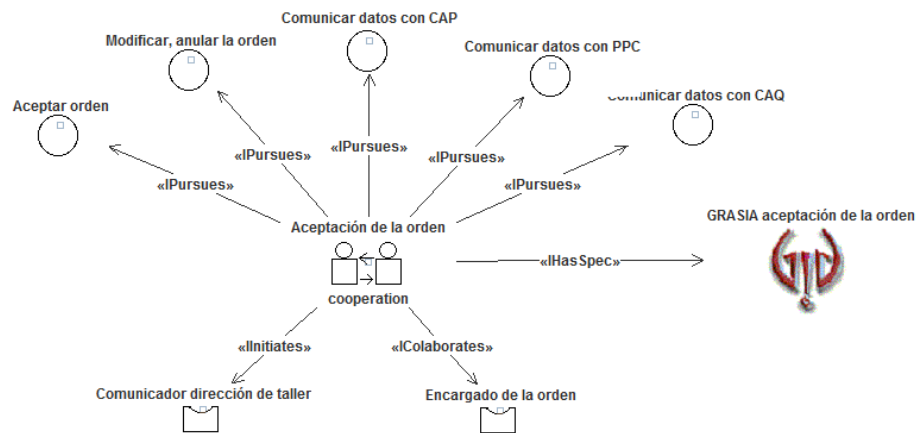 Comunicar datos con CAP
Modificar, anular la orden
Comunicar datos con PPC
Comunicar datos con CAQ
Aceptar orden
«IPursues»
«IPursues»
«IPursues»
«IPursues»
«IPursues»
Aceptación de la orden
GRASIA aceptación de la orden
«IHasSpec»
cooperation
«IInitiates»
«IColaborates»
Comunicador dirección de taller
Encargado de la orden